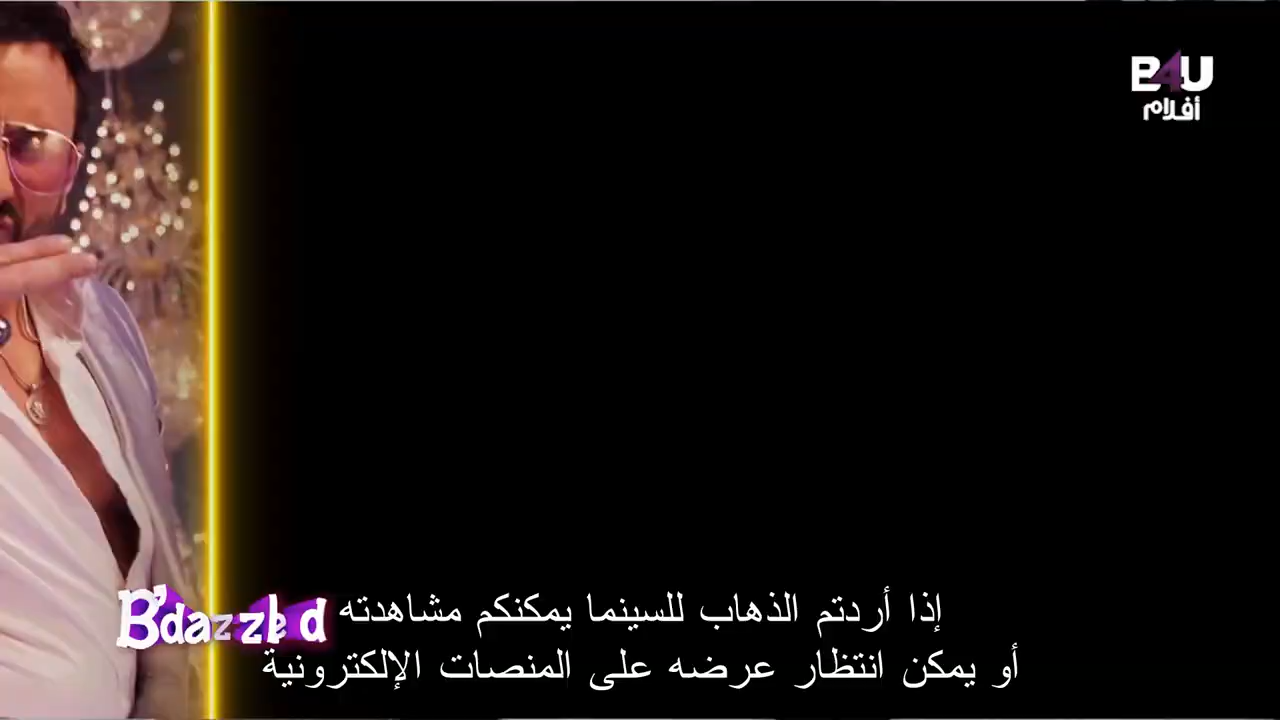 B4U
أفلام
B'dazzled
إذا أردتم الذهاب للسينما يمكنكم مشاهدته
أو يمكن انتظار عرضه على المنصات الإلكترونية